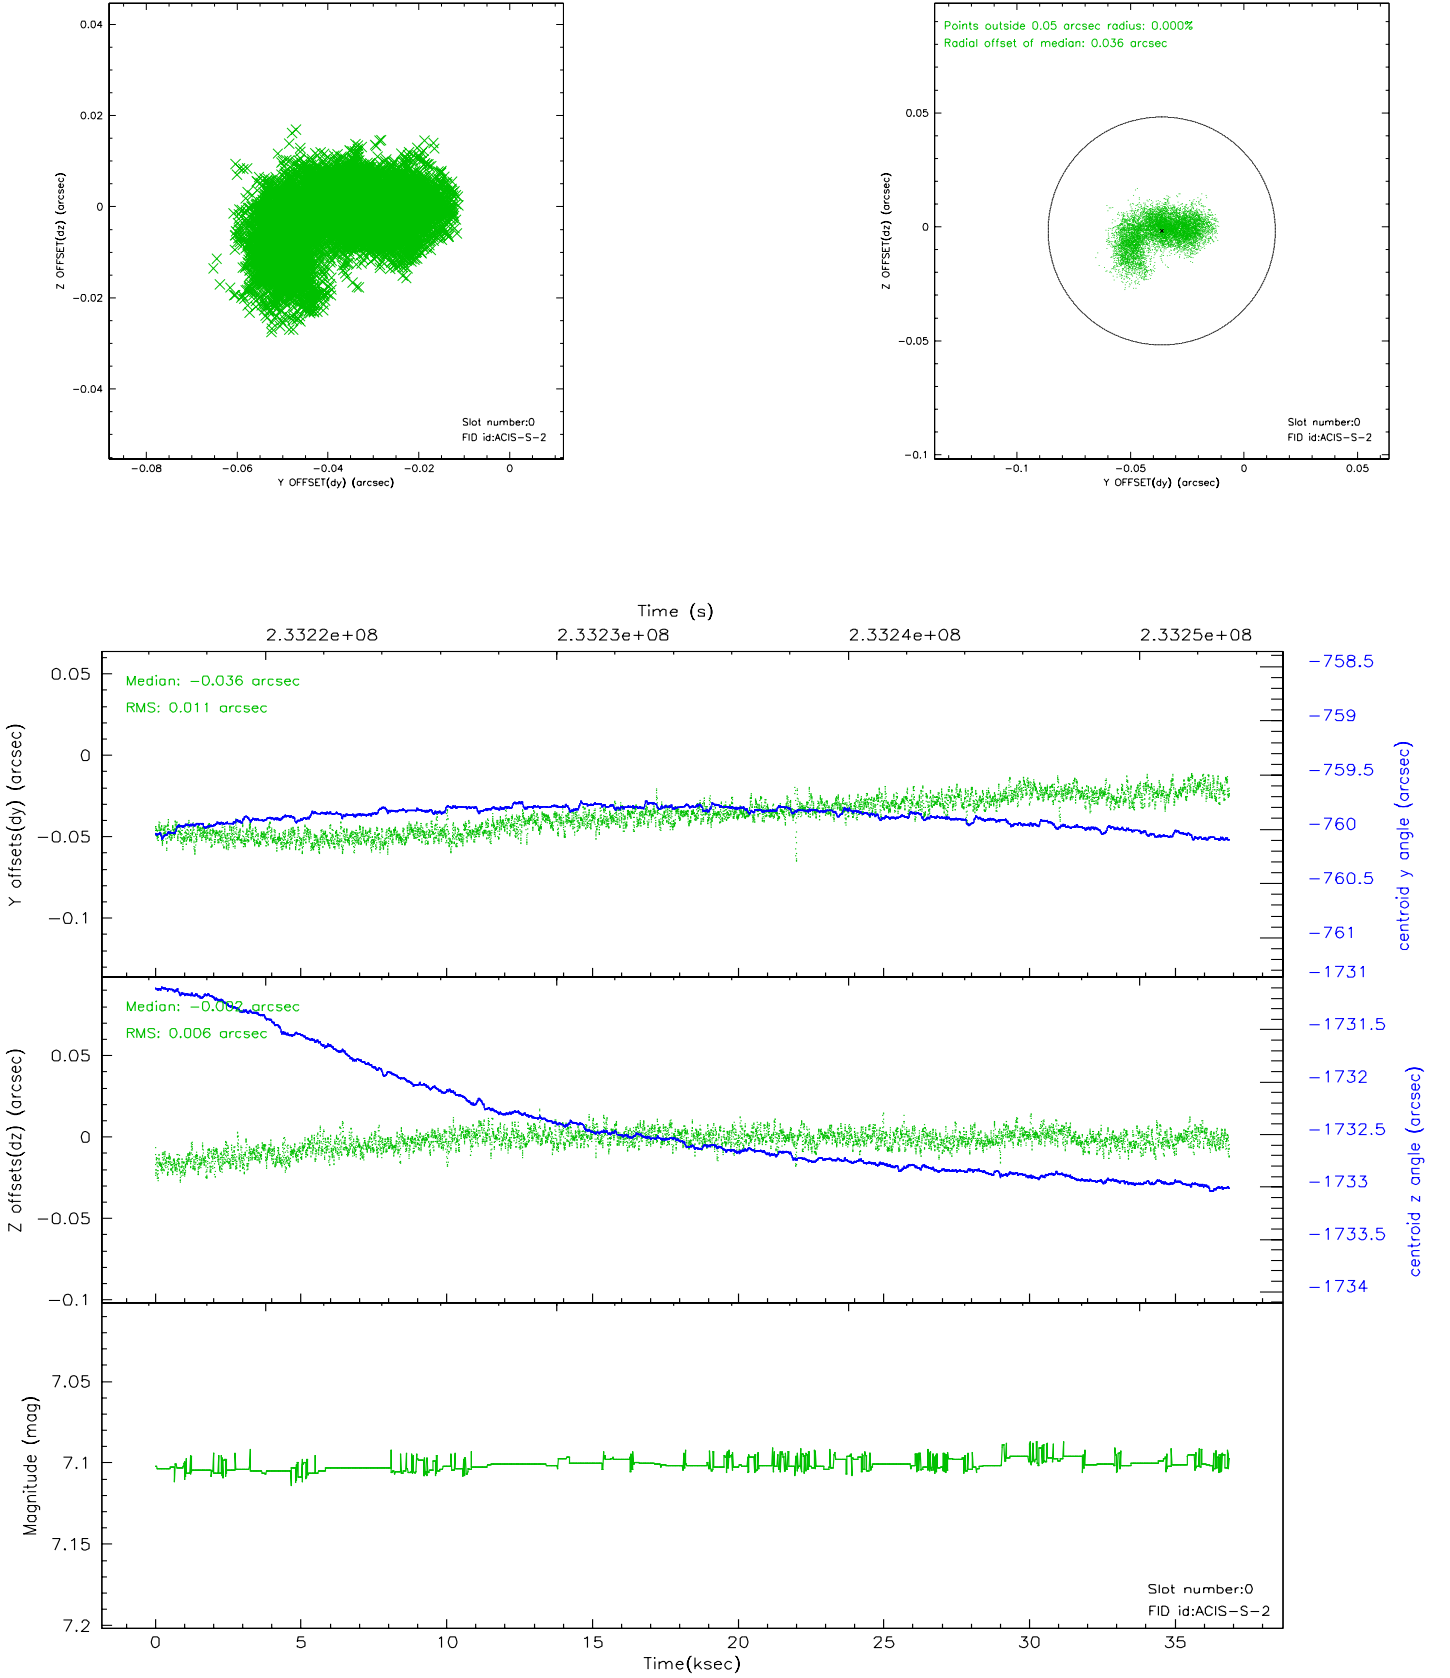 0.04
0.02
0
-0.02
-0.04
Z OFFSET(dz) (arcsec)
Slot number:0
FID id:ACIS-S-2
-0.08 -0.06 -0.04 -0.02 0
Y OFFSET(dy) (arcsec)
Points outside 0.05 arcsec radius: 0.000%
Radial offset of median: 0.036 arcsec
0.05
0
-0.05
-0.1
Z OFFSET(dz) (arcsec)
Slot number:0
FID id:ACIS-S-2
-0.1 -0.05 0 0.05
Y OFFSET(dy) (arcsec)
Time (s)
2.3322e+08 2.3323e+08 2.3324e+08 2.3325e+08
Median: -0.036 arcsec
RMS: 0.011 arcsec
0.05
0
-0.05
-0.1
Y offsets(dy) (arcsec)
-758.5
-759
-759.5
-760
-760.5
-761
centroid y angle (arcsec)
Median: -0.002 arcsec
RMS: 0.006 arcsec
0.05
0
-0.05
-0.1
Z offsets(dz) (arcsec)
-1731
-1731.5
-1732
-1732.5
-1733
-1733.5
-1734
centroid z angle (arcsec)
7.05
7.1
7.15
7.2
Magnitude (mag)
Slot number:0
FID id:ACIS-S-2
0 5 10 15 20 25 30 35
Time(ksec)